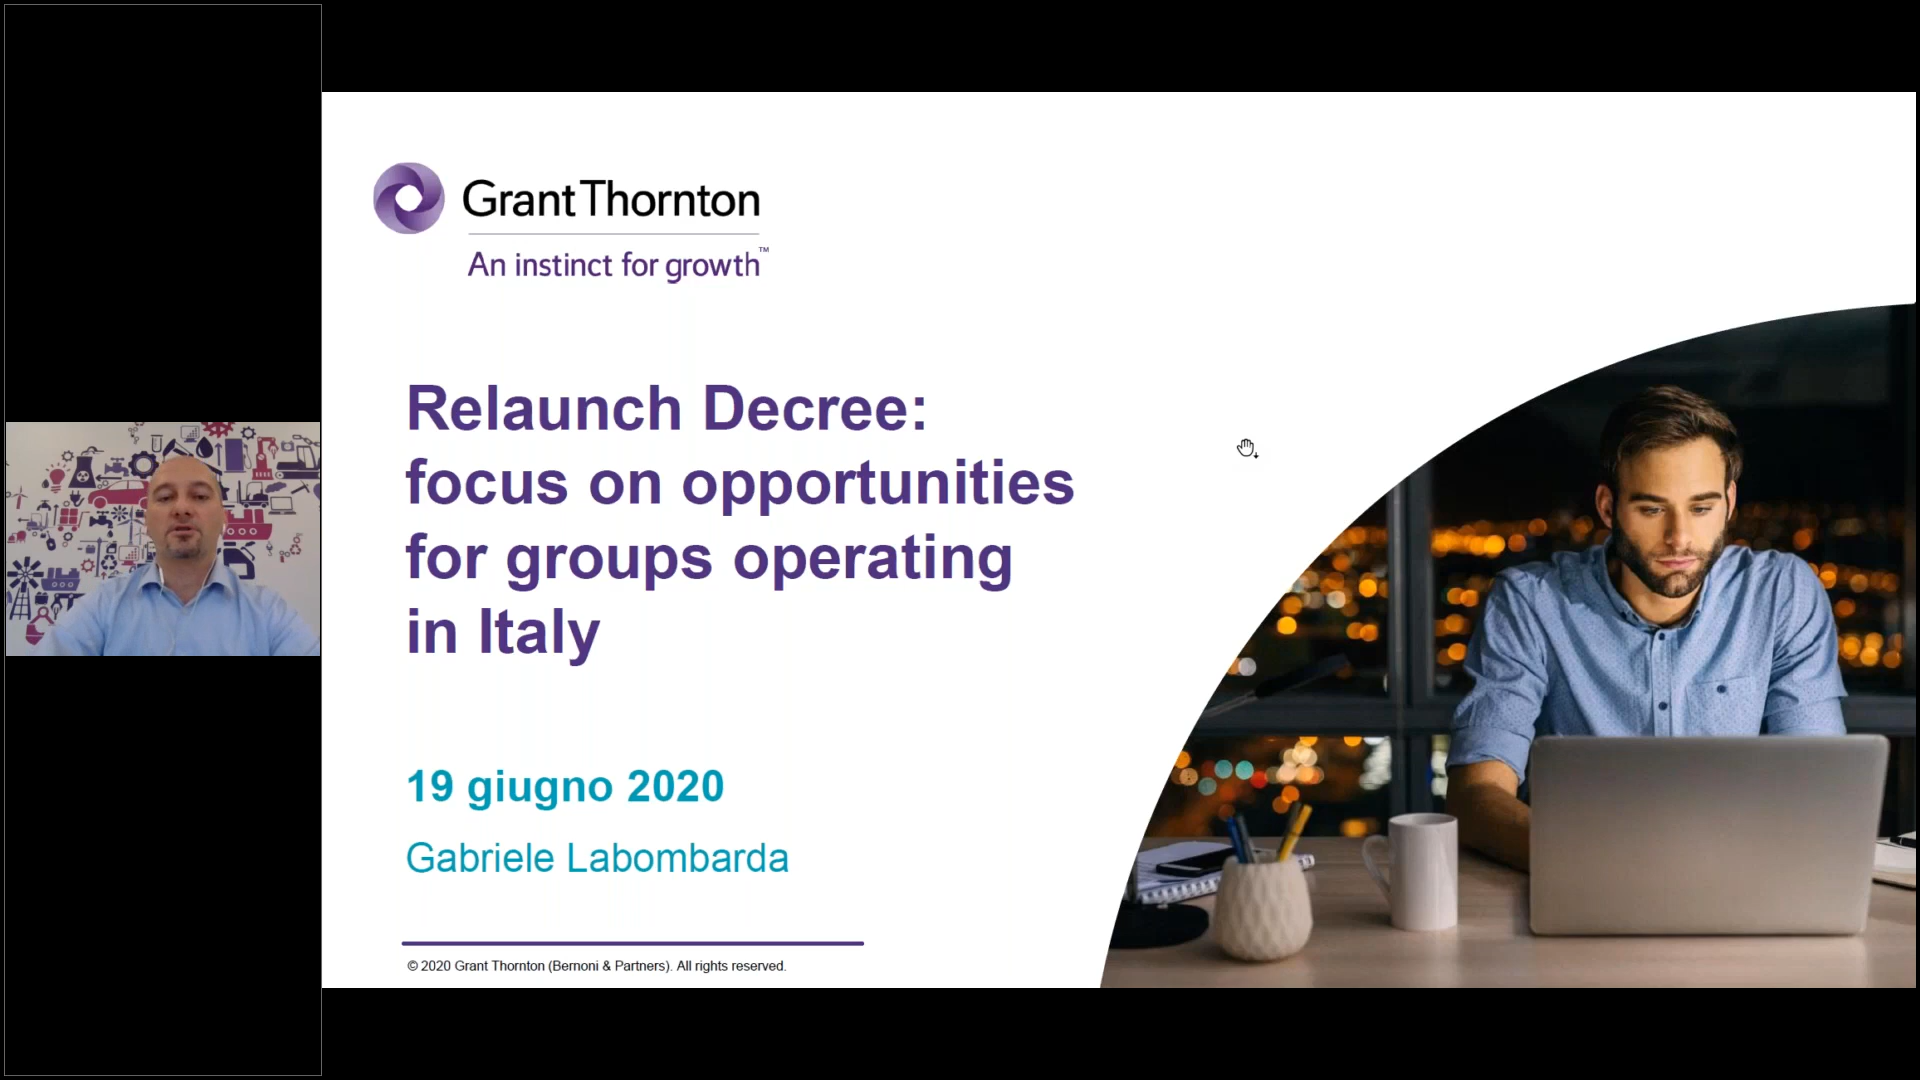 Grant Thornton
An instinct for growth™
Relaunch Decree:
focus on opportunities
for groups operating
in Italy
19 giugno 2020
Gabriele Labombarda
© 2020 Grant Thornton (Bernoni & Partners). All rights reserved.